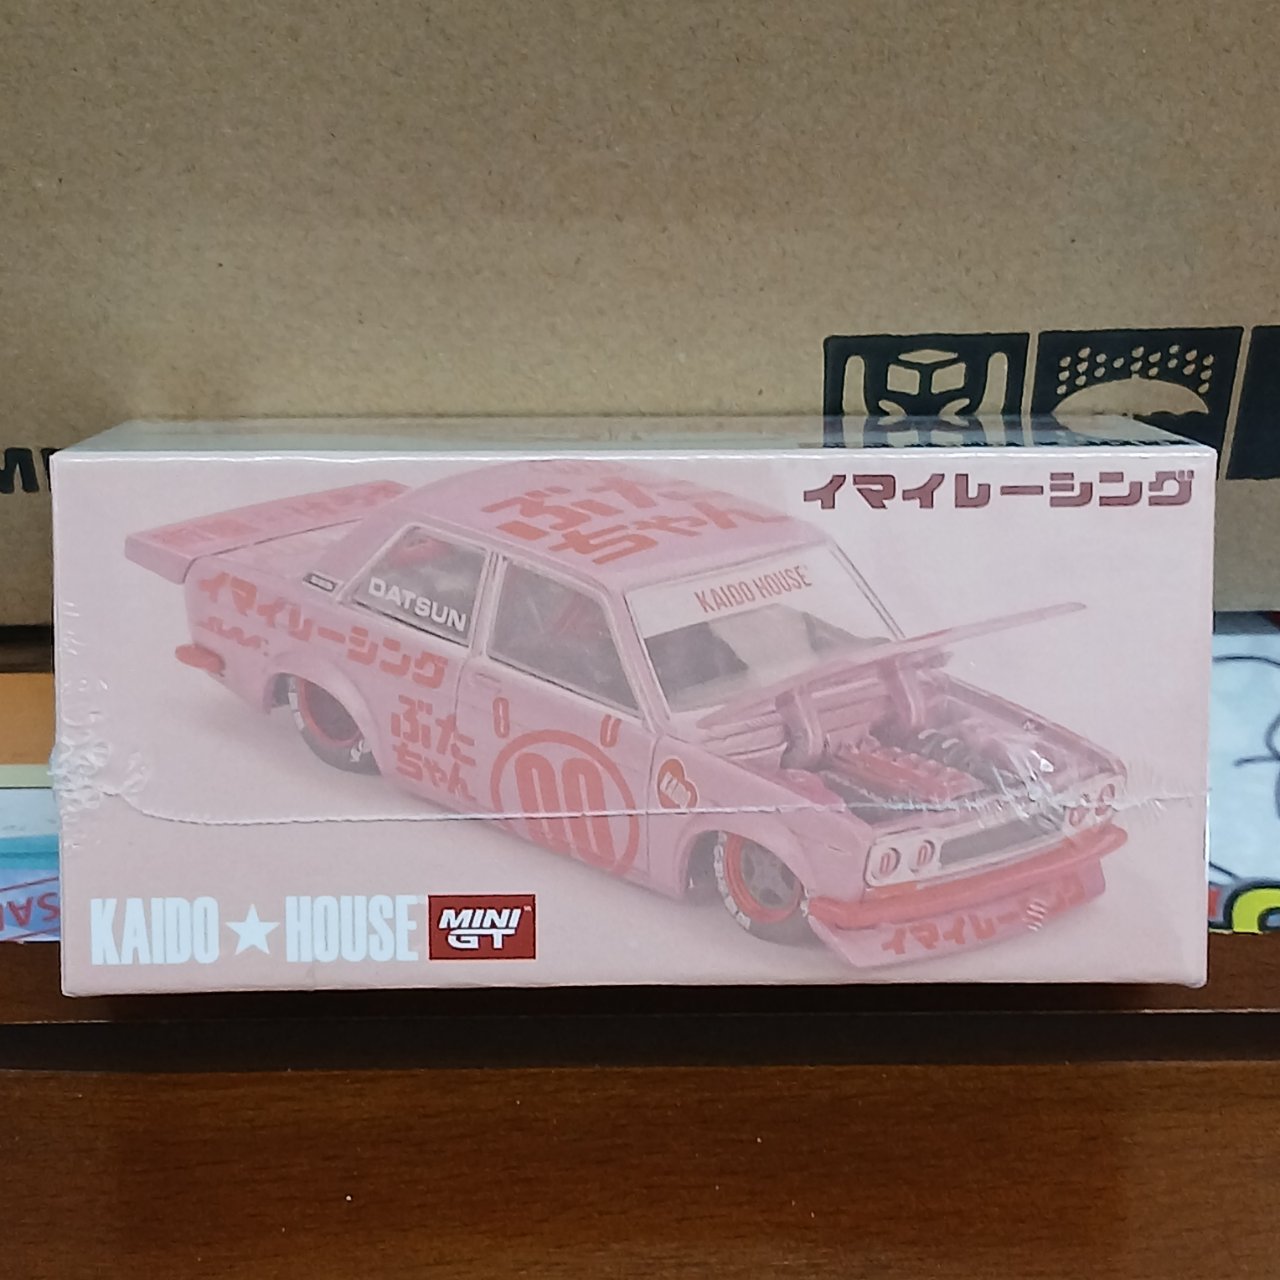 イマイレーシング
ぶた
ちゃん
KAIDO HOUSE
DATSUN
イマイレーシング
ぶた
ちゃん
00
イマイレーシング
KAIDO★HOUSE
MINI GT